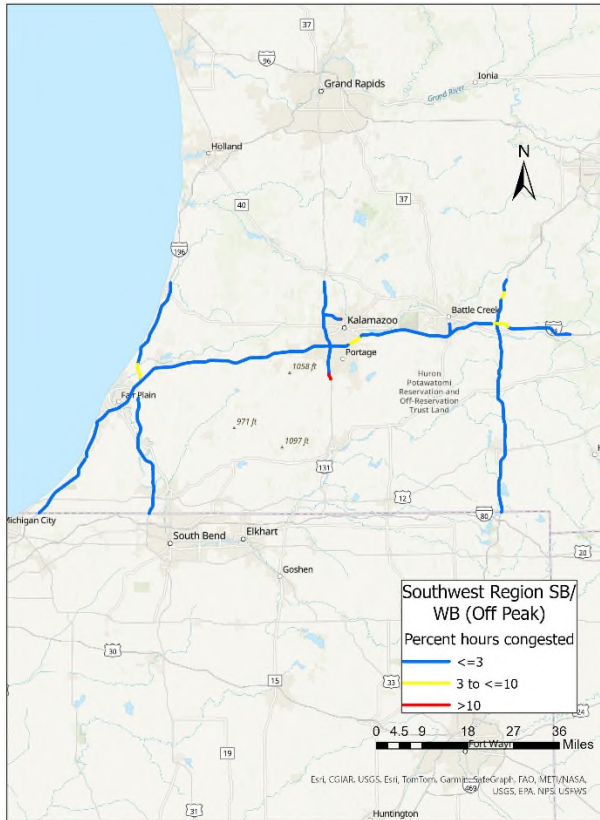 37
96
Ionia
Grand Rapids
Grand River
Holland
N
37
40
196
Battle Creek
Kalamazoo
Portage
1058 ft
Huron
Potawatomi
Reservation and
Off-Reservation
Trust Land
Fair Plain
971 ft
1097 ft
131
12
80
Michigan City
South Bend
Elkhart
20
Goshen
Southwest Region SB/
WB (Off Peak)
Percent hours congested
<=3
3 to <=10
>10
30
15
33
24
0 4.5 9 18 27 36
Miles
Fort Wayn
19
Esri, CGIAR, USGS, Esri, TomTom, Garmin, SafeGraph, FAO, METI/NASA,
USGS, EPA, NPS, USFWS
469
31
Huntington